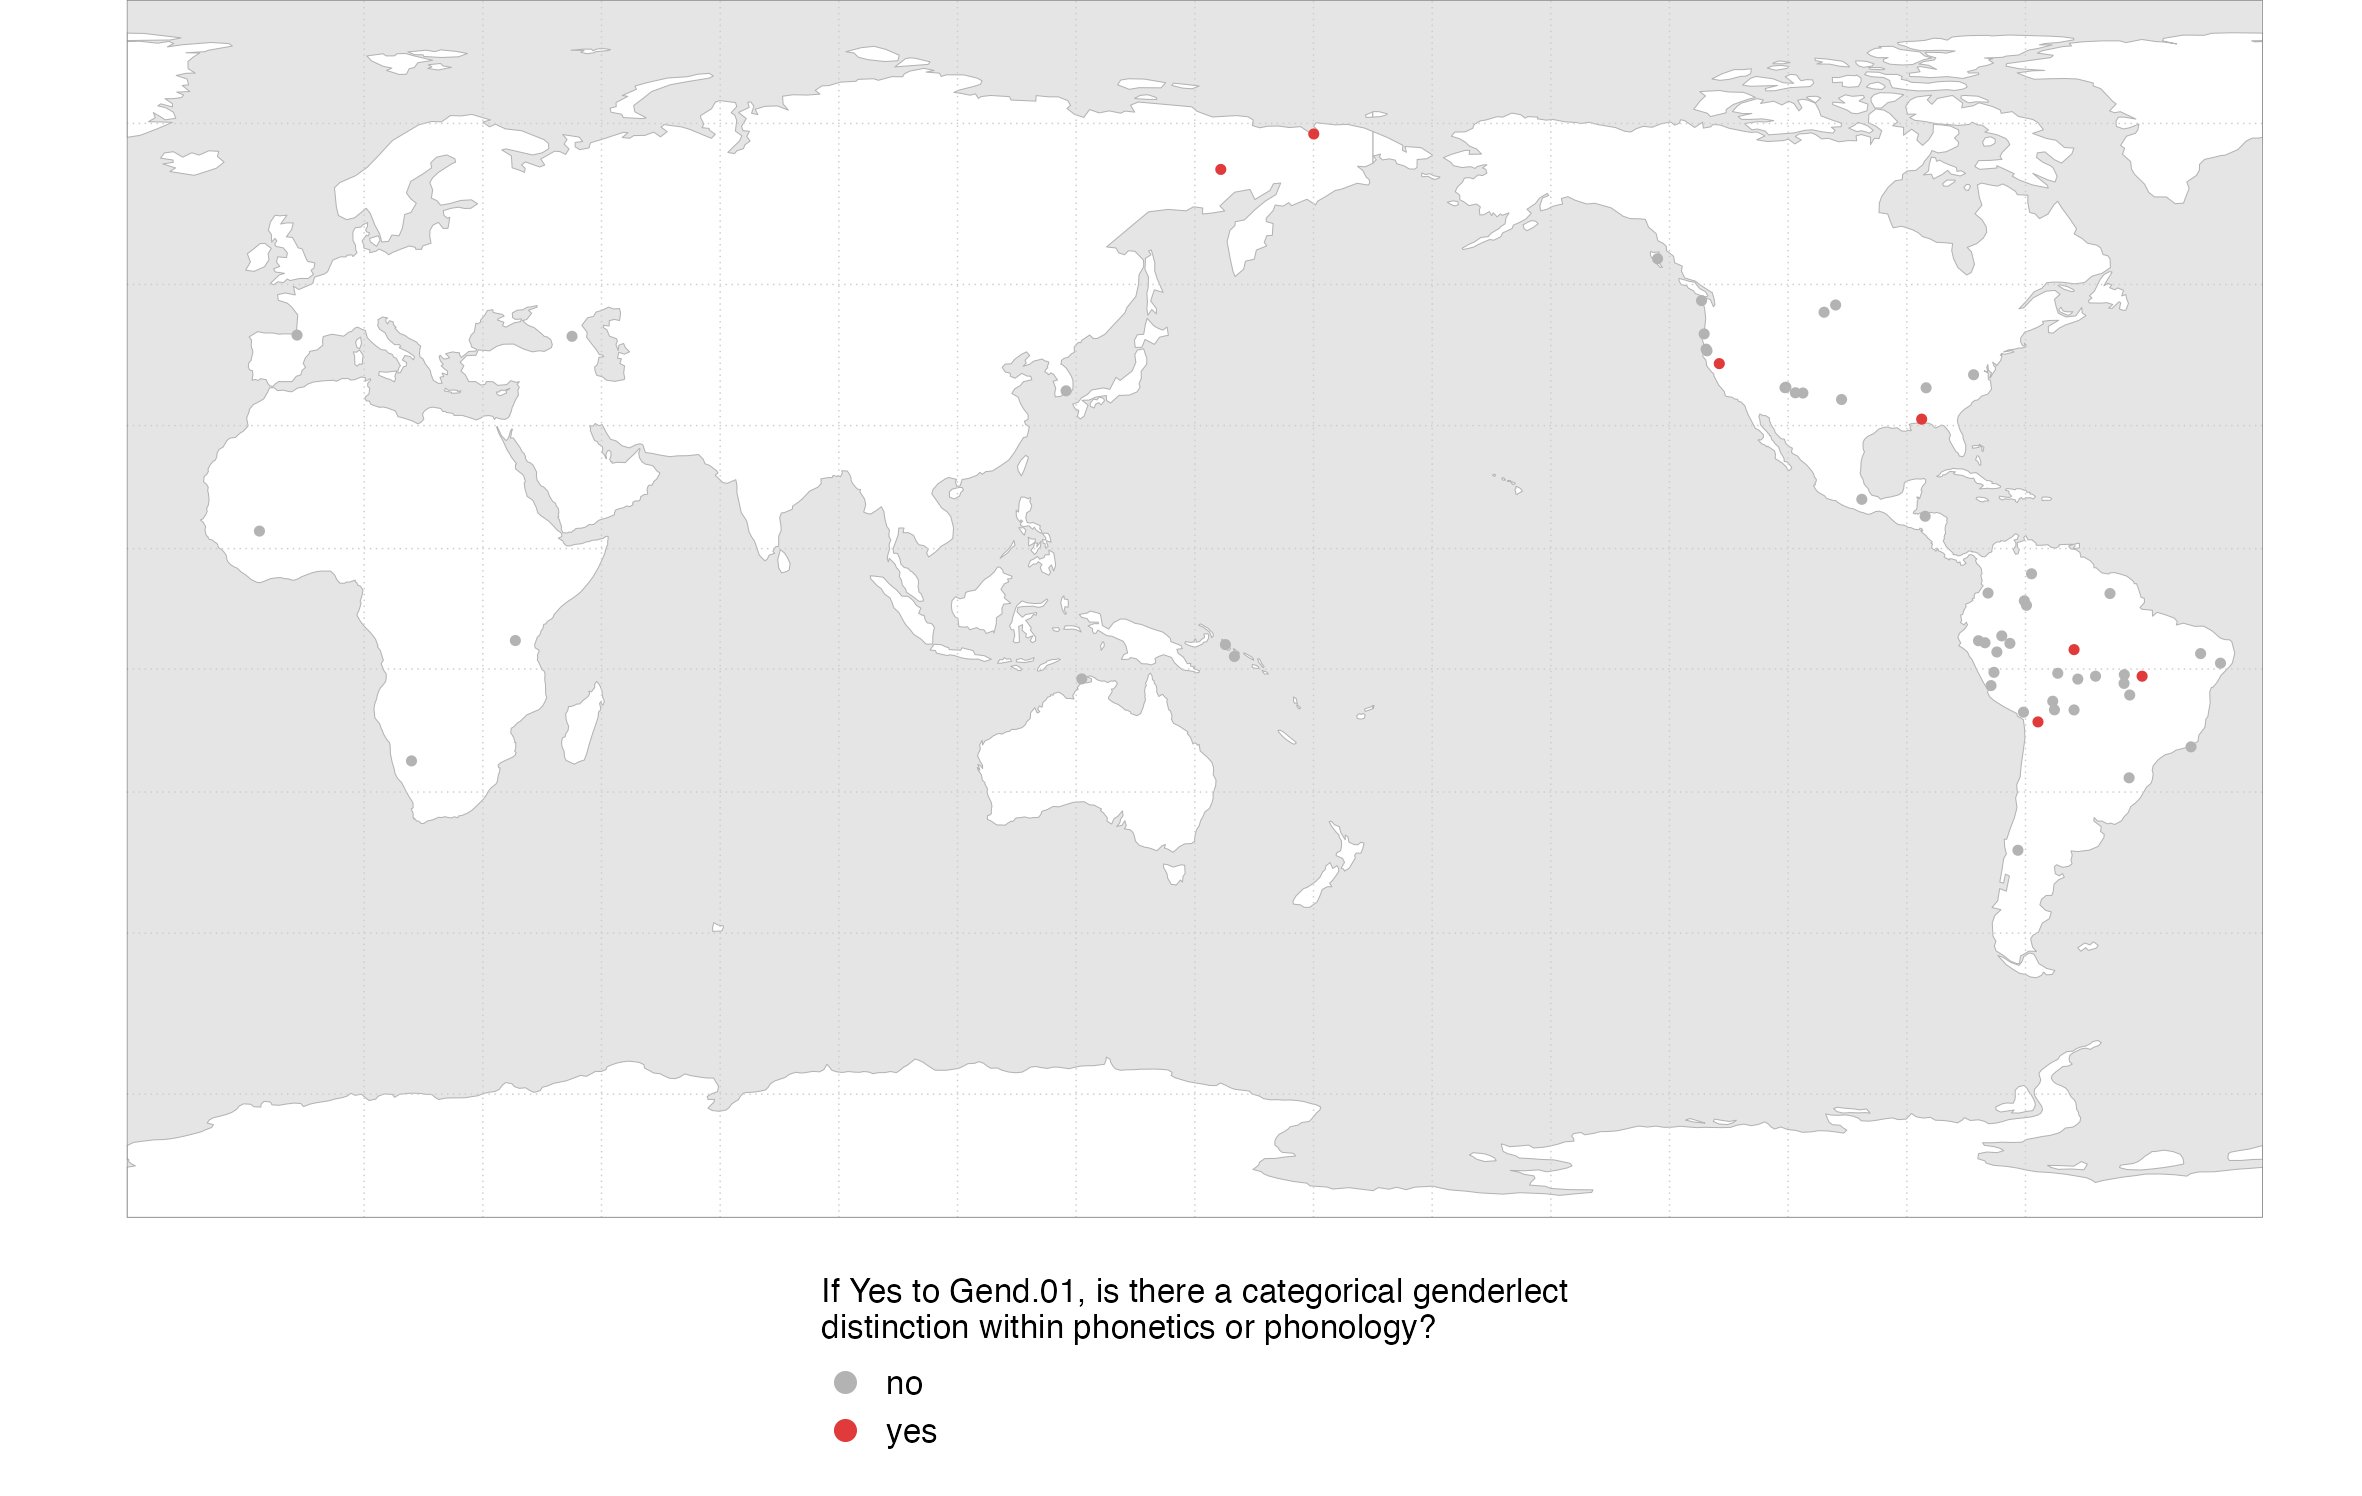 If Yes to Gend.01, is there a categorical genderlect
distinction within phonetics or phonology?
no
yes